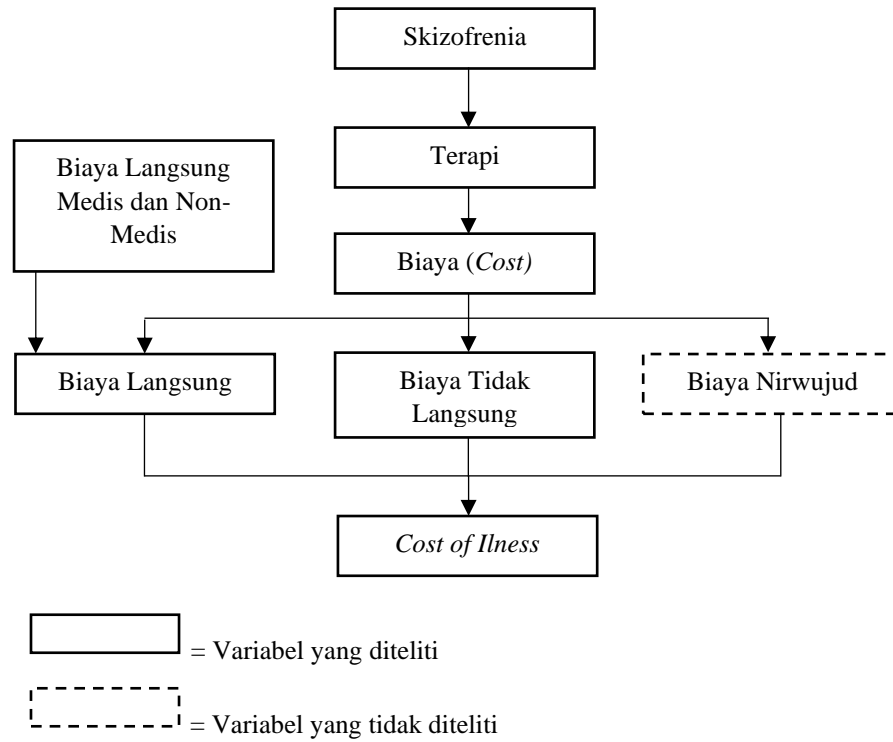 Skizofrenia
Terapi
Biaya Langsung
Medis dan Non-
Medis
Biaya (Cost)
Biaya Langsung
Biaya Tidak
Langsung
Biaya Nirwujud
Cost of Ilness
= Variabel yang diteliti
= Variabel yang tidak diteliti